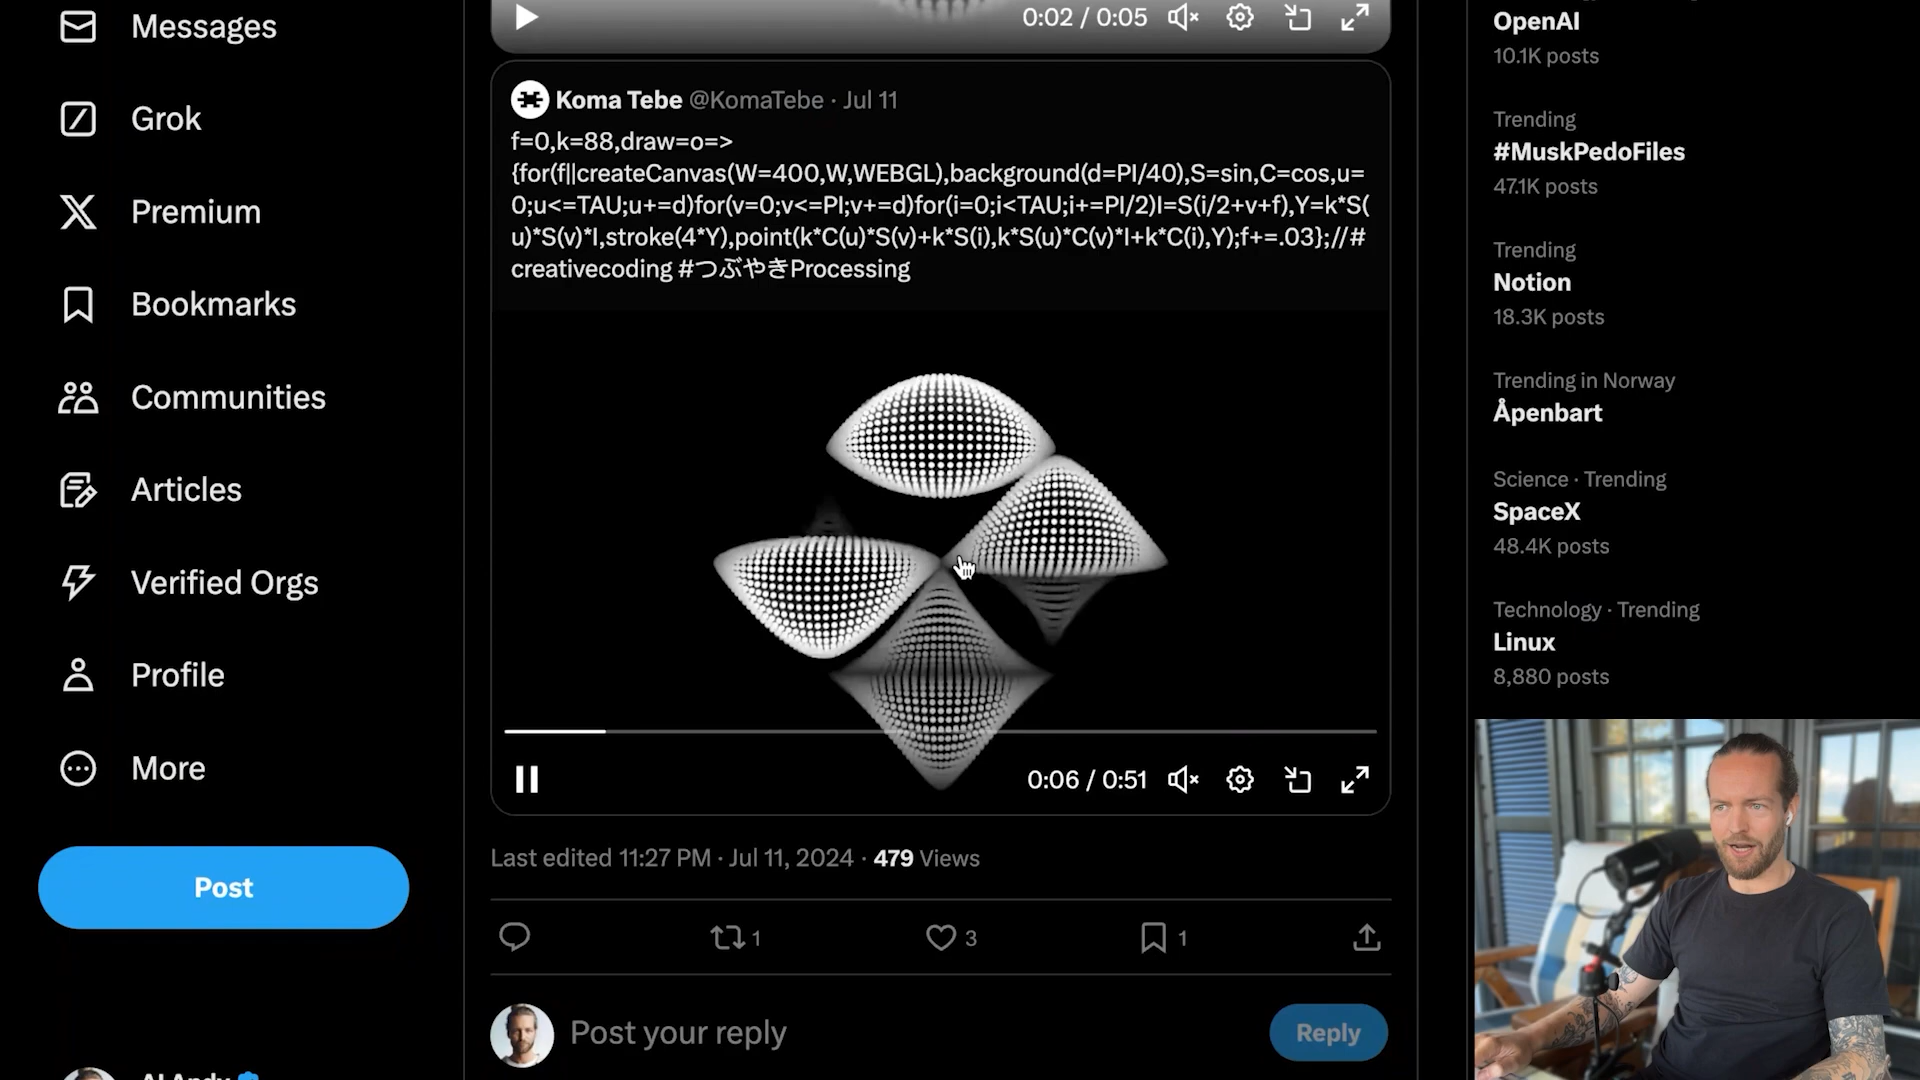 Messages
Grok
Premium
Bookmarks
Communities
Articles
Verified Orgs
Profile
More
Post
0:02 / 0:05
Koma Tebe @KomaTebe · Jul 11
f=0,k=88,draw=o=>
{for(f||createCanvas(W=400,W,WEBGL),background(d=PI/40),S=sin,C=cos,u=
0;u<=TAU;u+=d)for(v=0;v<=PI;v+=d)for(i=0;i<TAU;i+=PI/2)I=S(i/2+v+f),Y=k*S(
u)*S(v)*I,stroke(4*Y),point(k*C(u)*S(v)+k*S(i),k*S(u)*C(v)*I+k*C(i),Y);f+=.03};//#
creativecoding #つぶやきProcessing
0:06 / 0:51
Last edited 11:27 PM · Jul 11, 2024 · 479 Views
1
3
1
Post your reply
Reply
OpenAI
10.1K posts
Trending
#MuskPedoFiles
47.1K posts
Trending
Notion
18.3K posts
Trending in Norway
Åpenbart
Science · Trending
SpaceX
48.4K posts
Technology · Trending
Linux
8,880 posts